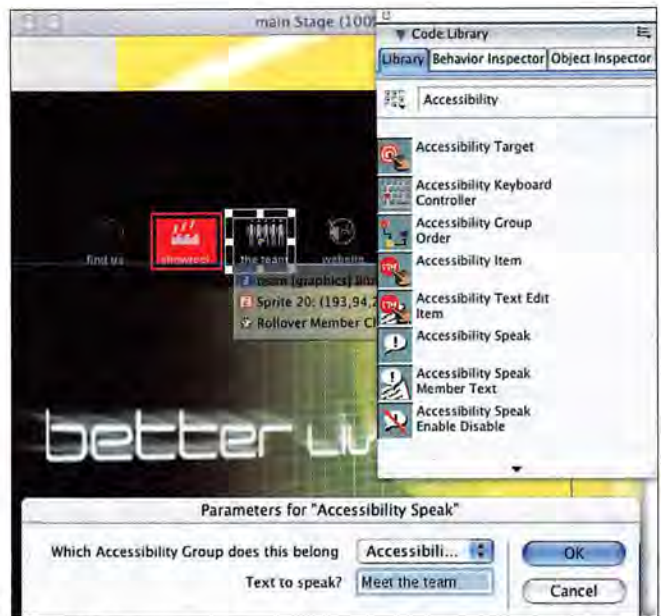 main Stage (100
Code Library
Library Behavior Inspector Object Inspector
Accessibility
Accessibility Target
Accessibility Keyboard
Controller
Accessibility Group
Order
Accessibility Item
Accessibility Text Edit
Item
Accessibility Speak
Accessibility Speak
Member Text
Accessibility Speak
Enable Disable
find us showreel the team website
team (graphics)
Sprite 20: (193,94,2
Rollover Member Ch
better
Parameters for "Accessibility Speak"
Which Accessibility Group does this belong Accessibili...
OK
Text to speak? Meet the team
Cancel